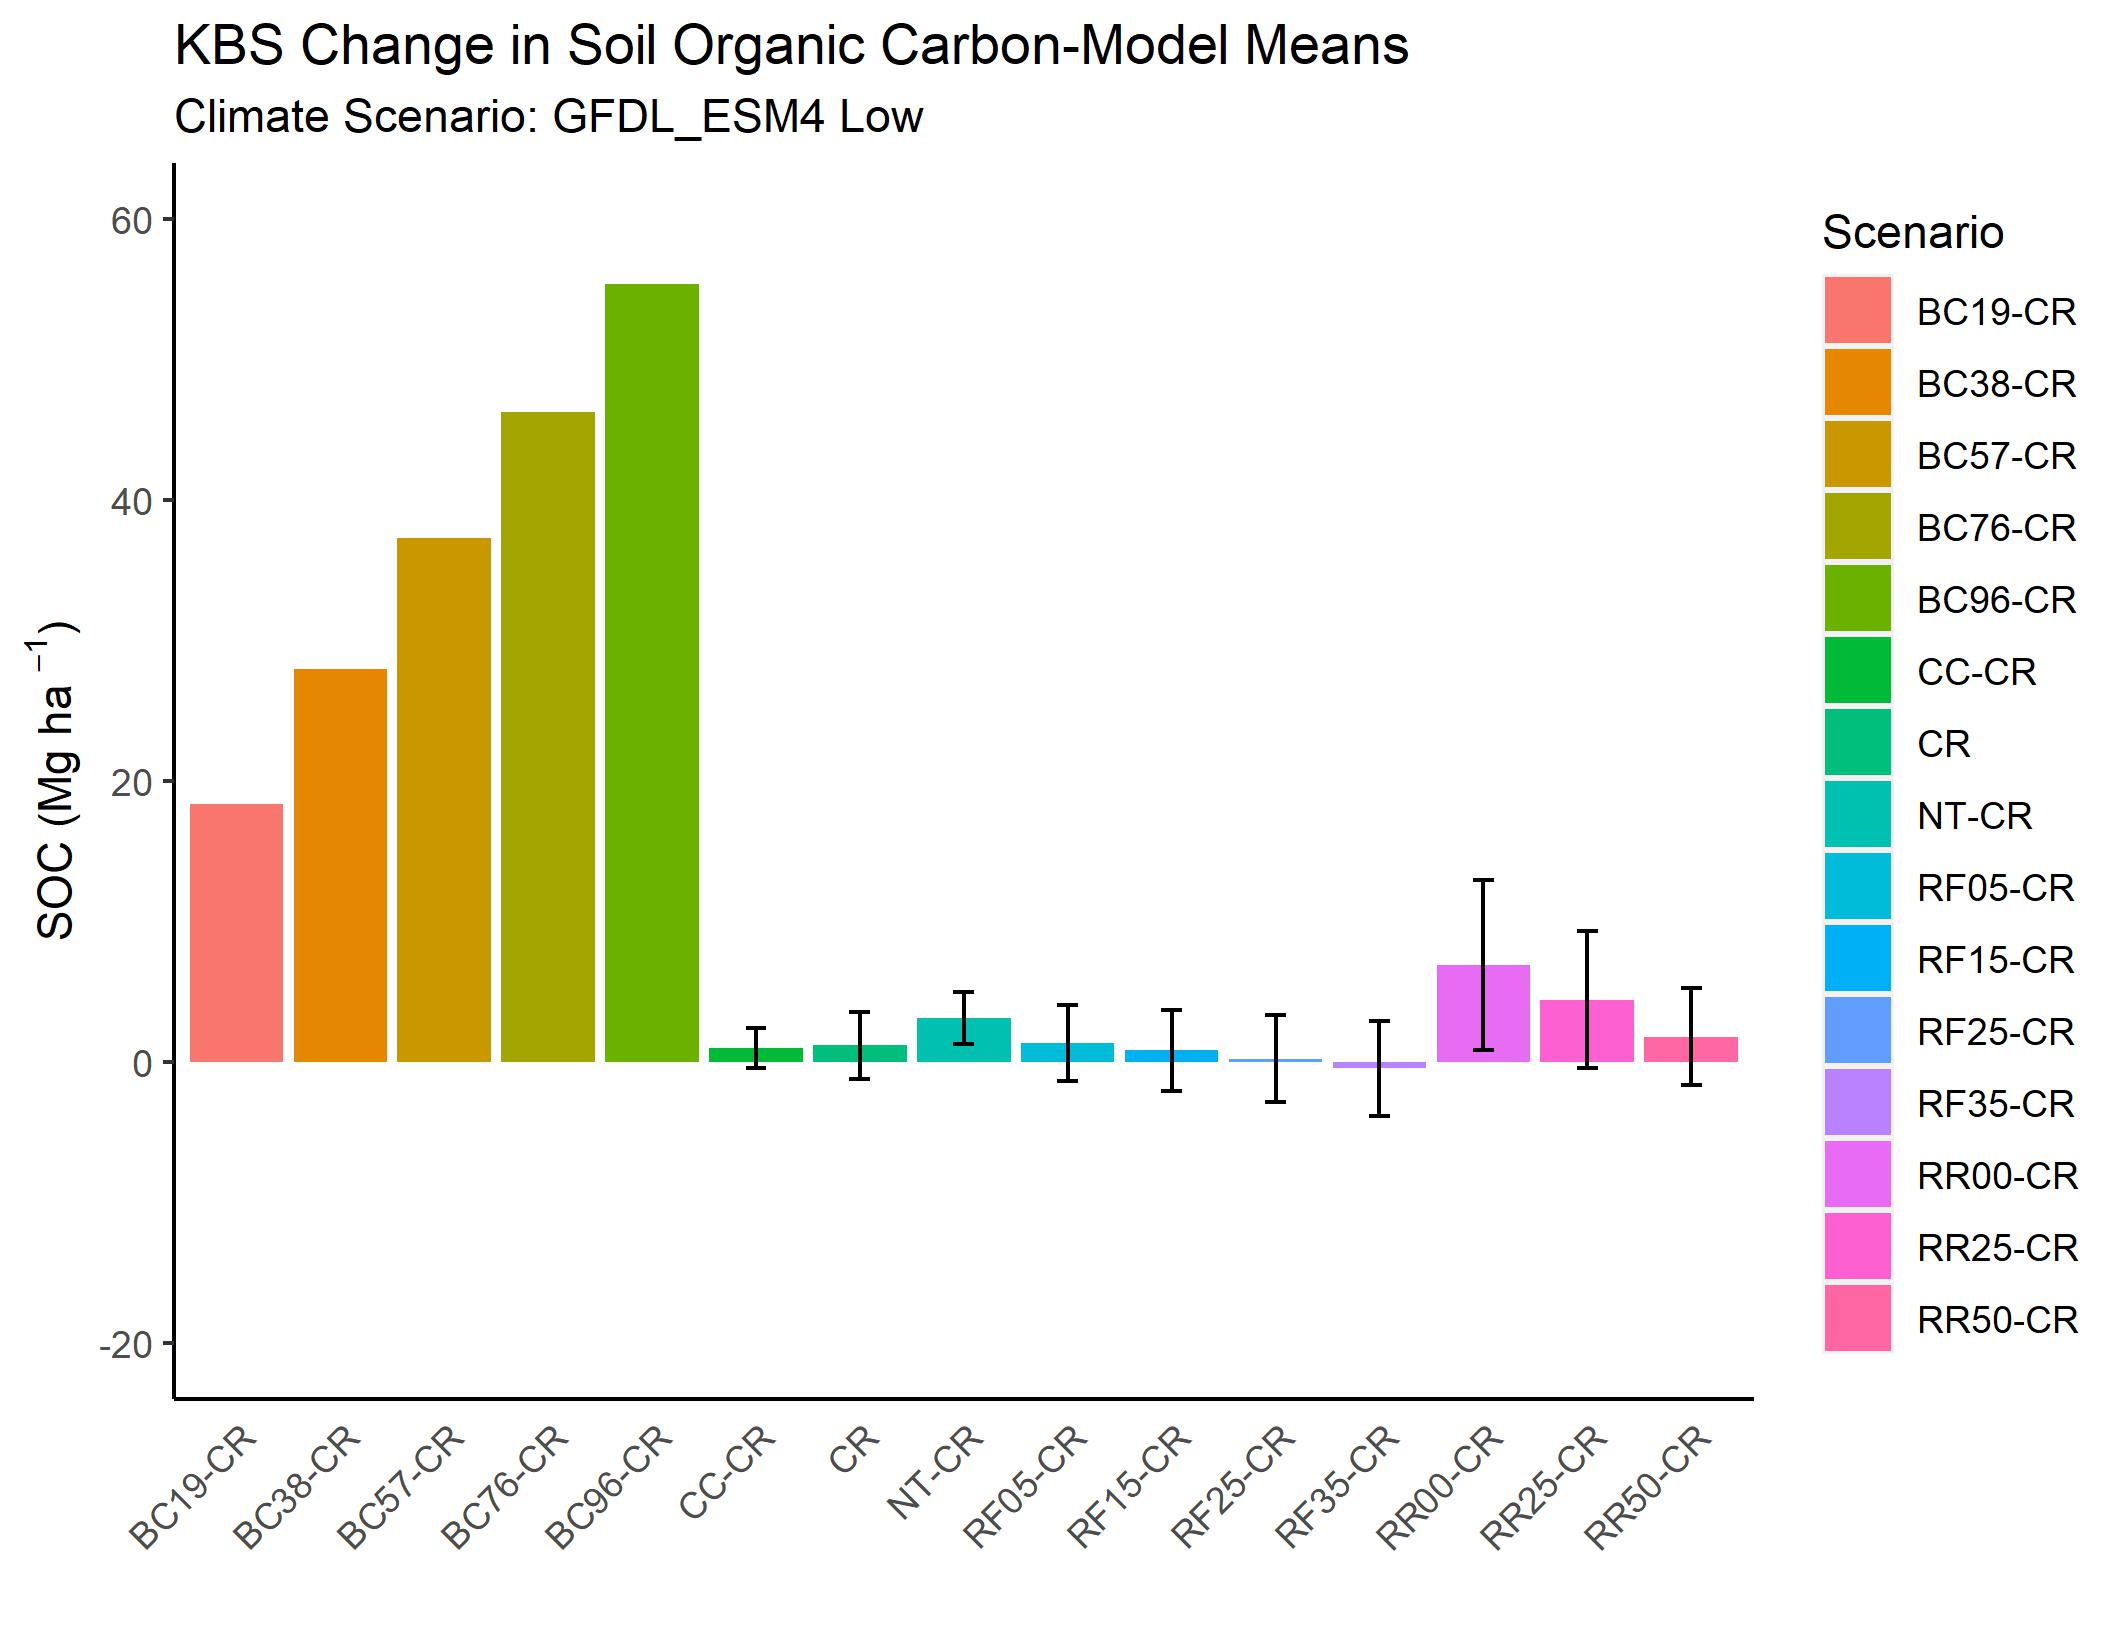 KBS Change in Soil Organic Carbon-Model Means
Climate Scenario: GFDL_ESM4 Low
SOC (Mg ha −1)
60
40
20
0
-20
BC19-CR
BC38-CR
BC57-CR
BC76-CR
BC96-CR
CC-CR
CR
NT-CR
RF05-CR
RF15-CR
RF25-CR
RF35-CR
RR00-CR
RR25-CR
RR50-CR
Scenario
BC19-CR
BC38-CR
BC57-CR
BC76-CR
BC96-CR
CC-CR
CR
NT-CR
RF05-CR
RF15-CR
RF25-CR
RF35-CR
RR00-CR
RR25-CR
RR50-CR